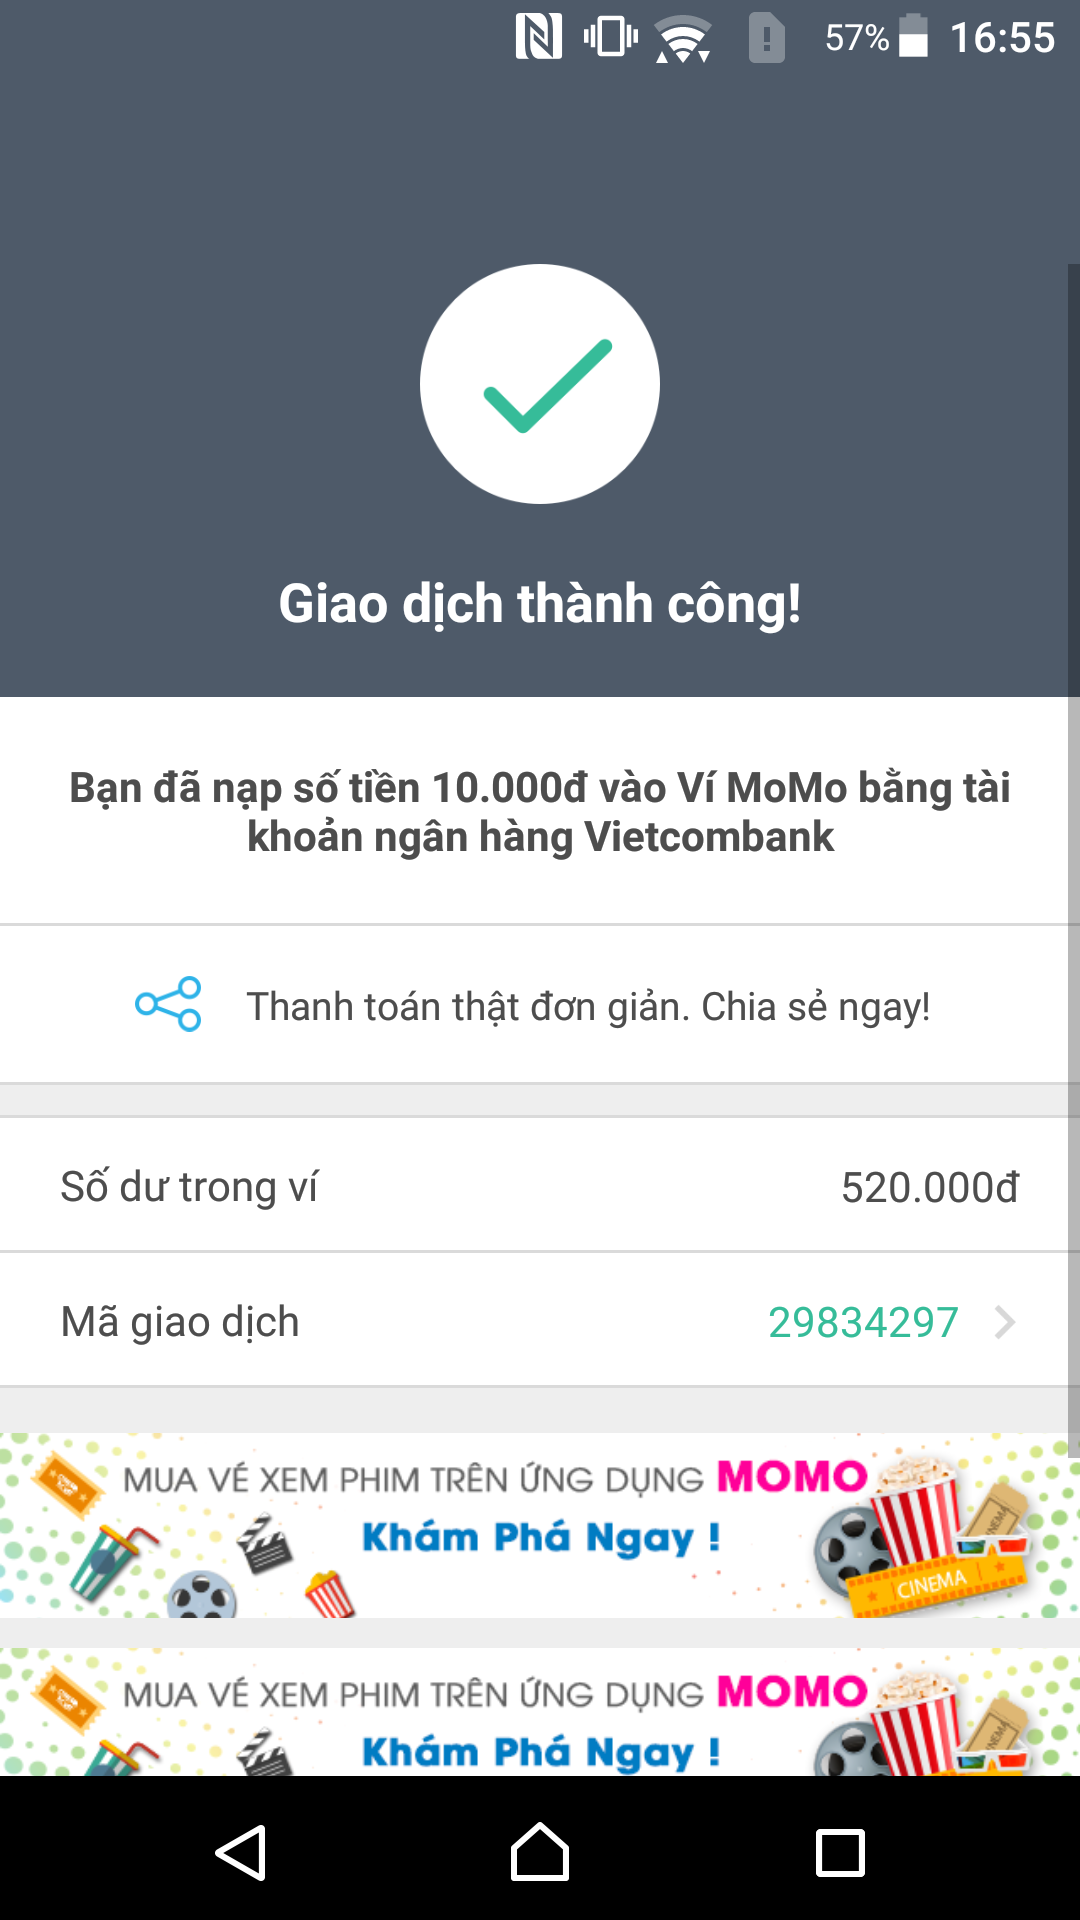 57% 16:55
Giao dịch thành công!
Bạn đã nạp số tiền 10.000đ vào Ví MoMo bằng tài
khoản ngân hàng Vietcombank
Thanh toán thật đơn giản. Chia sẻ ngay!
Số dư trong ví 520.000đ
Mã giao dịch 29834297
MUA VÉ XEM PHIM TRÊN ỨNG DỤNG MOMO
Khám Phá Ngay !
CINEMA
MUA VÉ XEM PHIM TRÊN ỨNG DỤNG MOMO
Khám Phá Ngay !